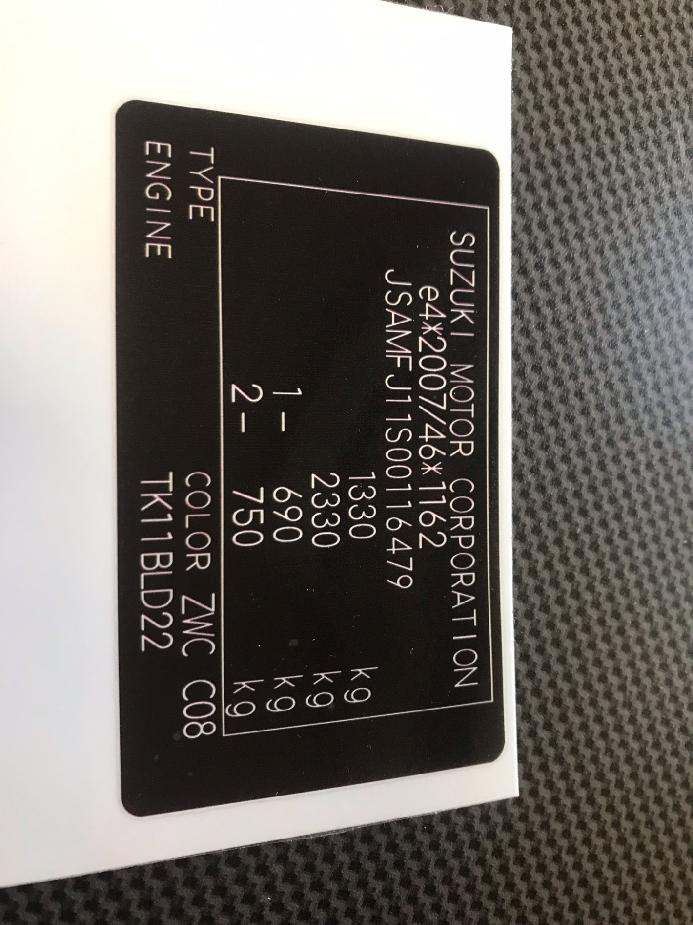 SUZUKI MOTOR CORPORATION
e4*2007/46*1162
JSAMFJ11S00116479
1330 kg
2330 kg
1- 690 kg
2- 750 kg
TYPE COLOR ZWC C08
ENGINE TK11BLD22